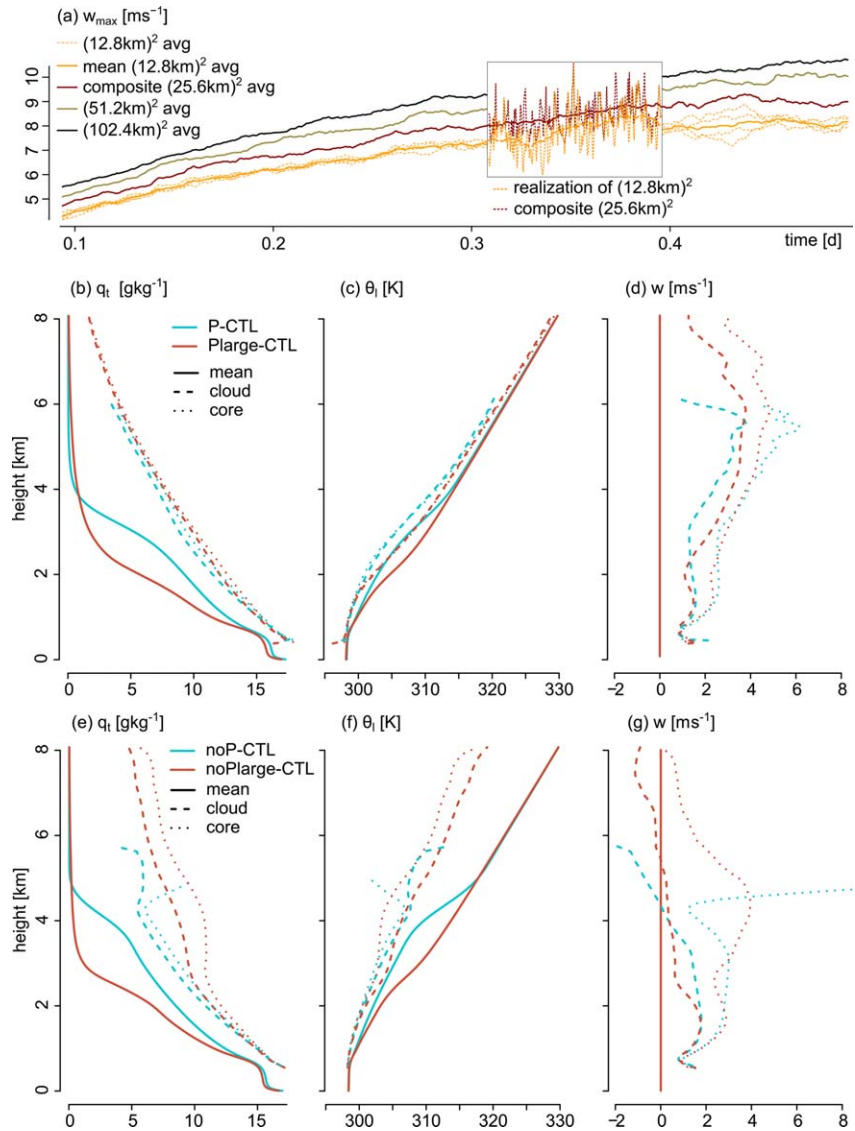 (a) wmax [ms−1]
(12.8km)2 avg
mean (12.8km)2 avg
composite (25.6km)2 avg
(51.2km)2 avg
(102.4km)2 avg
10
9
8
7
6
5
realization of (12.8km)2
composite (25.6km)2
0.1 0.2 0.3 0.4 time [d]
(b) qt [gkg−1] (c) θl [K] (d) w [ms−1]
P-CTL
Plarge-CTL
mean
cloud
core
height [km]
8
6
4
2
0
0 5 10 15 300 310 320 330 −2 0 2 4 6 8
(e) qt [gkg−1] (f) θl [K] (g) w [ms−1]
noP-CTL
noPlarge-CTL
mean
cloud
core
height [km]
8
6
4
2
0
0 5 10 15 300 310 320 330 −2 0 2 4 6 8